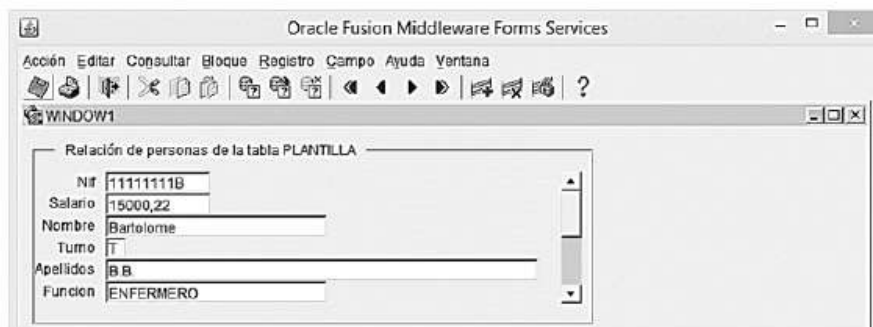 Oracle Fusion Middleware Forms Services
Acción Editar Consultar Bloque Registro Campo Ayuda Ventana
WINDOW1
Relación de personas de la tabla PLANTILLA
Nif 11111111B
Salario 15000,22
Nombre Bartolome
Turno T
Apellidos B.B.
Funcion ENFERMERO